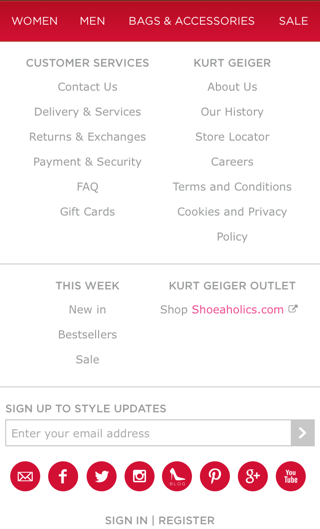 WOMEN MEN BAGS & ACCESSORIES SALE
CUSTOMER SERVICES
Contact Us
Delivery & Services
Returns & Exchanges
Payment & Security
FAQ
Gift Cards
KURT GEIGER
About Us
Our History
Store Locator
Careers
Terms and Conditions
Cookies and Privacy
Policy
THIS WEEK
New in
Bestsellers
Sale
KURT GEIGER OUTLET
Shop Shoeaholics.com
SIGN UP TO STYLE UPDATES
Enter your email address
BLOG
g+
You
Tube
SIGN IN | REGISTER